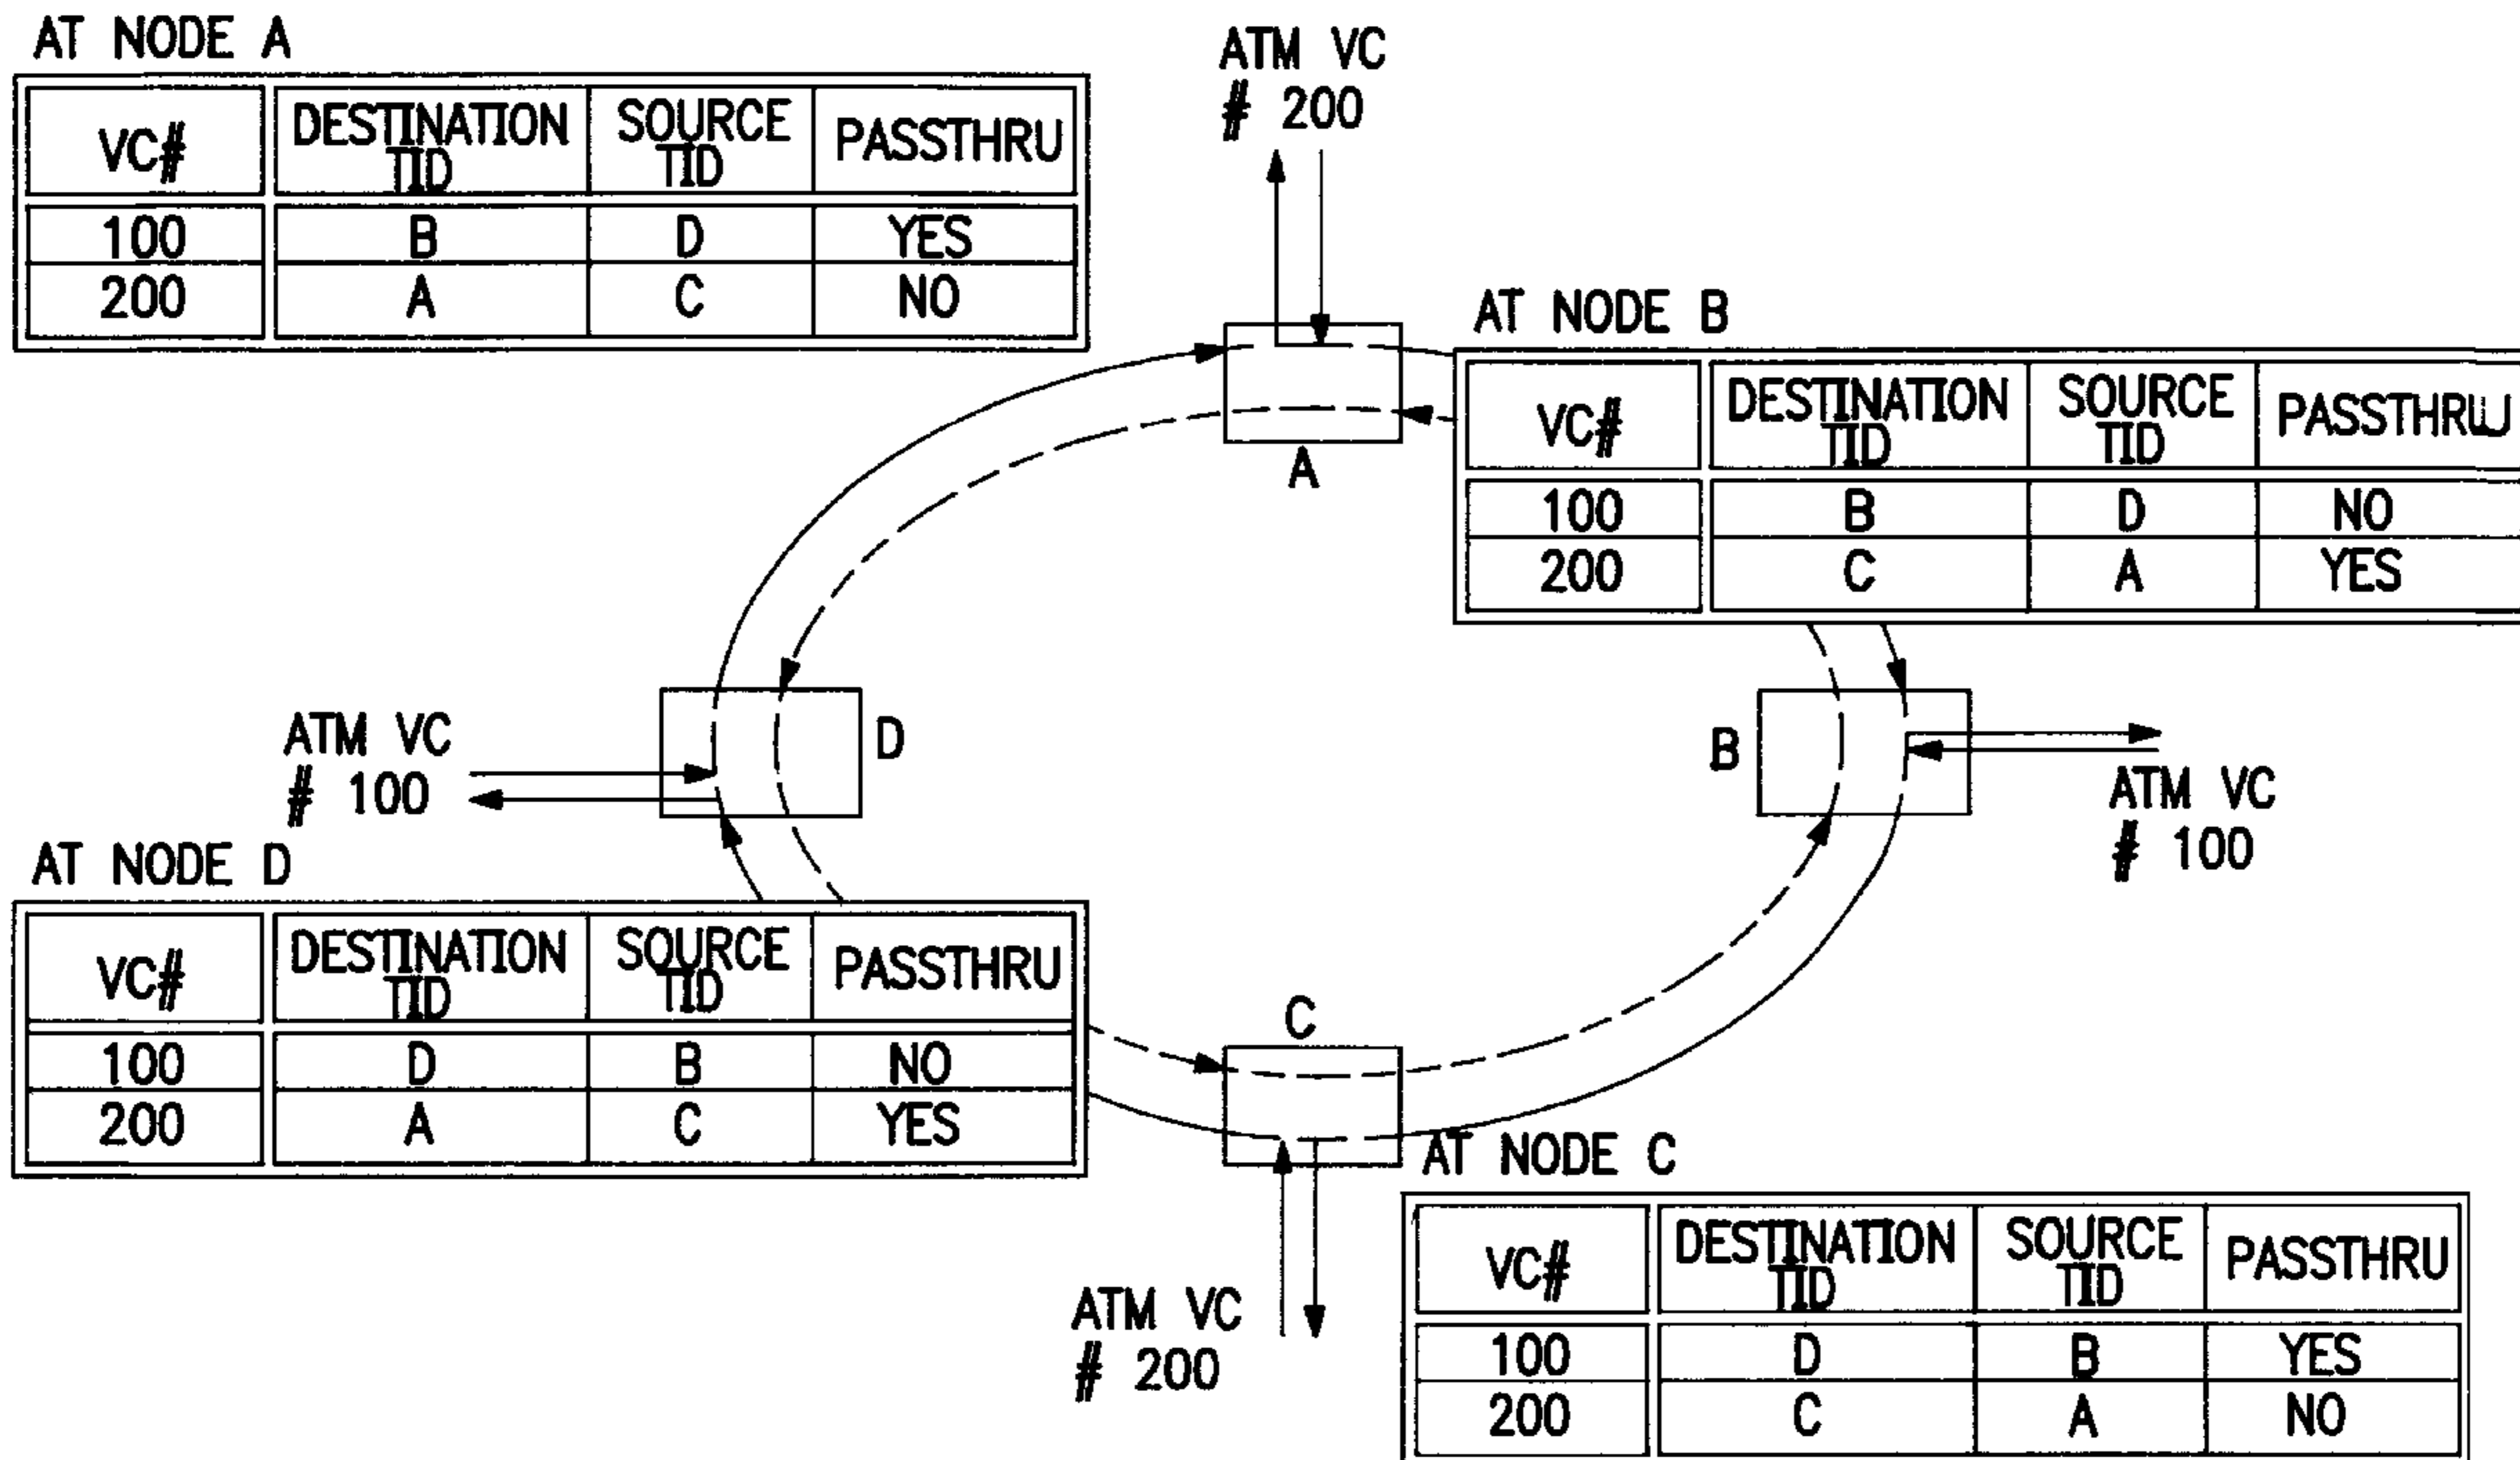 AT NODE A
VC# DESTINATION TID SOURCE TID PASSTHRU
100 B D YES
200 A C NO
ATM VC
# 200
A
AT NODE B
VC# DESTINATION TID SOURCE TID PASSTHRU
100 B D NO
200 C A YES
ATM VC
# 100
D
B
ATM VC
# 100
AT NODE D
VC# DESTINATION TID SOURCE TID PASSTHRU
100 D B NO
200 A C YES
C
ATM VC
# 200
AT NODE C
VC# DESTINATION TID SOURCE TID PASSTHRU
100 D B YES
200 C A NO